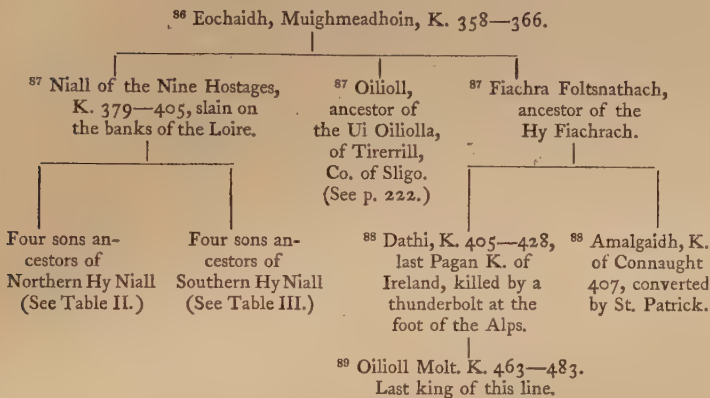 ⁸⁶ Eochaidh, Muighmeadhoin, K. 358—366.
⁸⁷ Niall of the Nine Hostages,
K. 379—405, slain on
the banks of the Loire.
⁸⁷ Oilioll,
ancestor of
the Ui Oiliolla,
of Tirerrill,
Co. of Sligo.
(See p. 222.)
⁸⁷ Fiachra Foltsnathach,
ancestor of the
Hy Fiachrach.
Four sons an-
cestors of
Northern Hy Niall
(See Table II.)
Four sons an-
cestors of
Southern Hy Niall
(See Table III.)
⁸⁸ Dathi, K. 405—428,
last Pagan K. of
Ireland, killed by a
thunderbolt at the
foot of the Alps.
⁸⁸ Amalgaidh, K.
of Connaught
407, converted
by St. Patrick.
⁸⁹ Oilioll Molt. K. 463—483.
Last king of this line.